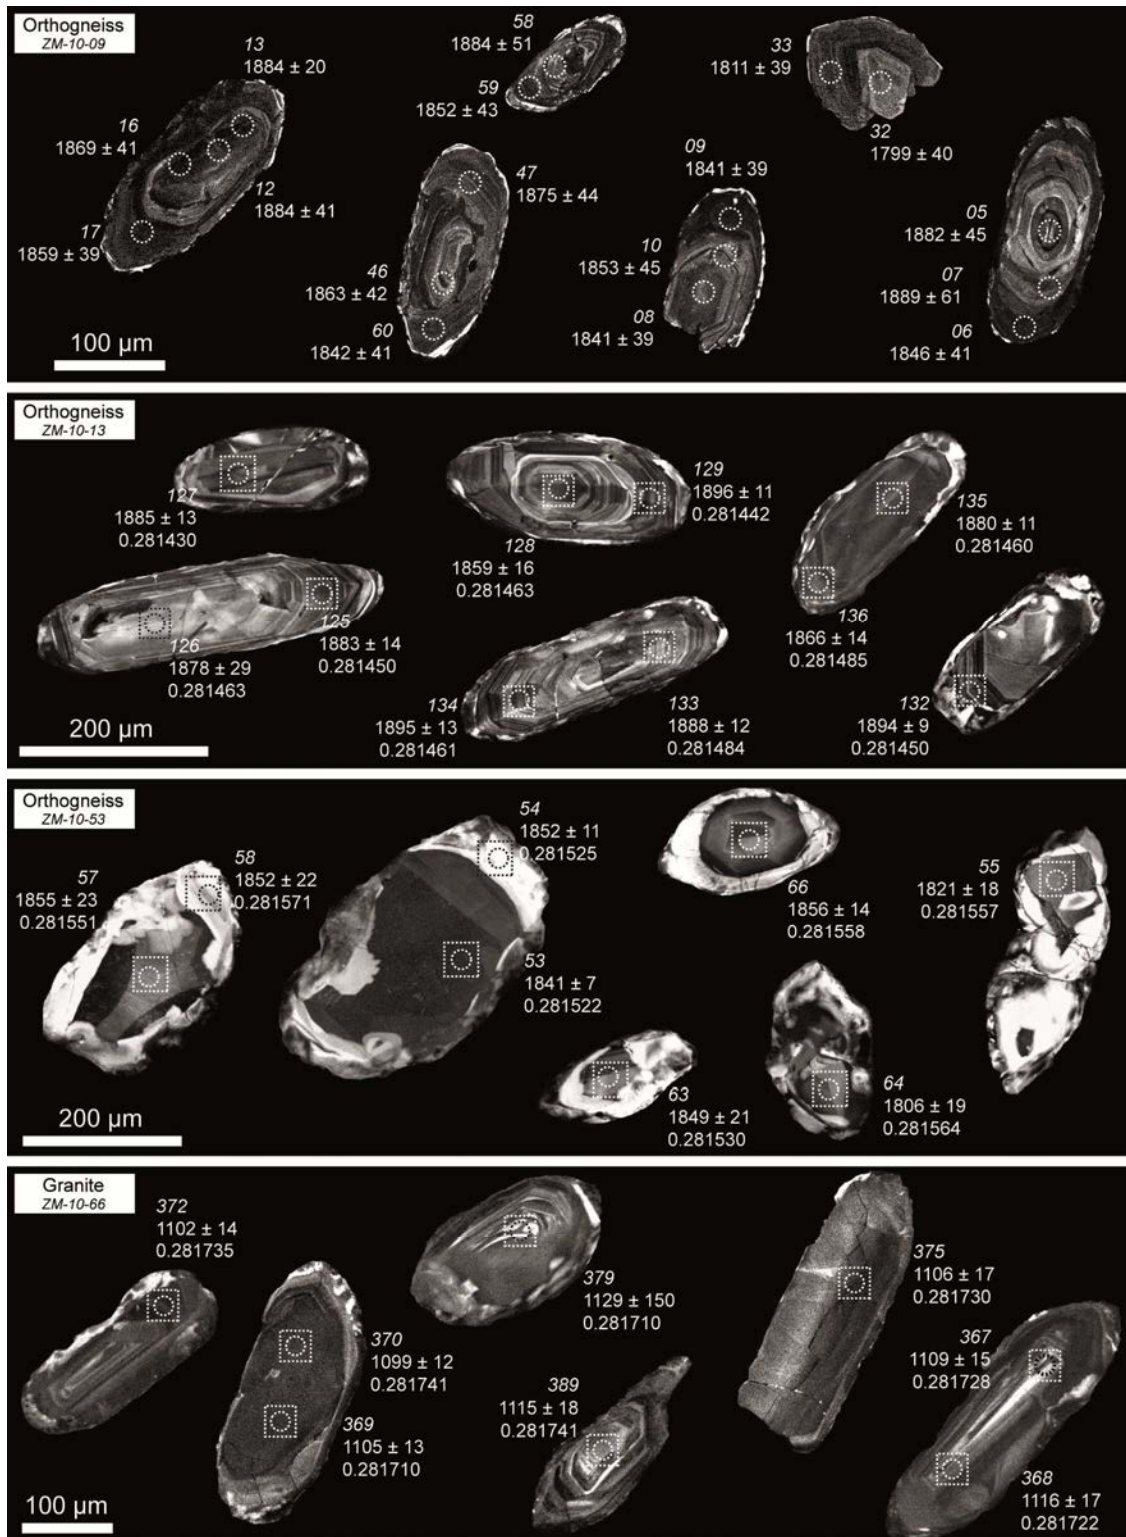 Orthogneiss
ZM-10-09
13
1884 ± 20
16
1869 ± 41
12
1884 ± 41
17
1859 ± 39
58
1884 ± 51
59
1852 ± 43
47
1875 ± 44
46
1863 ± 42
60
1842 ± 41
33
1811 ± 39
32
1799 ± 40
09
1841 ± 39
10
1853 ± 45
08
1841 ± 39
05
1882 ± 45
07
1889 ± 61
06
1846 ± 41
100 µm
Orthogneiss
ZM-10-13
127
1885 ± 13
0.281430
126
1878 ± 29
0.281463
125
1883 ± 14
0.281450
129
1896 ± 11
0.281442
128
1859 ± 16
0.281463
134
1895 ± 13
0.281461
133
1888 ± 12
0.281484
135
1880 ± 11
0.281460
136
1866 ± 14
0.281485
132
1894 ± 9
0.281450
200 µm
Orthogneiss
ZM-10-53
57
1855 ± 23
0.281551
58
1852 ± 22
0.281571
54
1852 ± 11
0.281525
53
1841 ± 7
0.281522
66
1856 ± 14
0.281558
55
1821 ± 18
0.281557
63
1849 ± 21
0.281530
64
1806 ± 19
0.281564
200 µm
Granite
ZM-10-66
372
1102 ± 14
0.281735
370
1099 ± 12
0.281741
369
1105 ± 13
0.281710
379
1129 ± 150
0.281710
389
1115 ± 18
0.281741
375
1106 ± 17
0.281730
367
1109 ± 15
0.281728
368
1116 ± 17
0.281722
100 µm